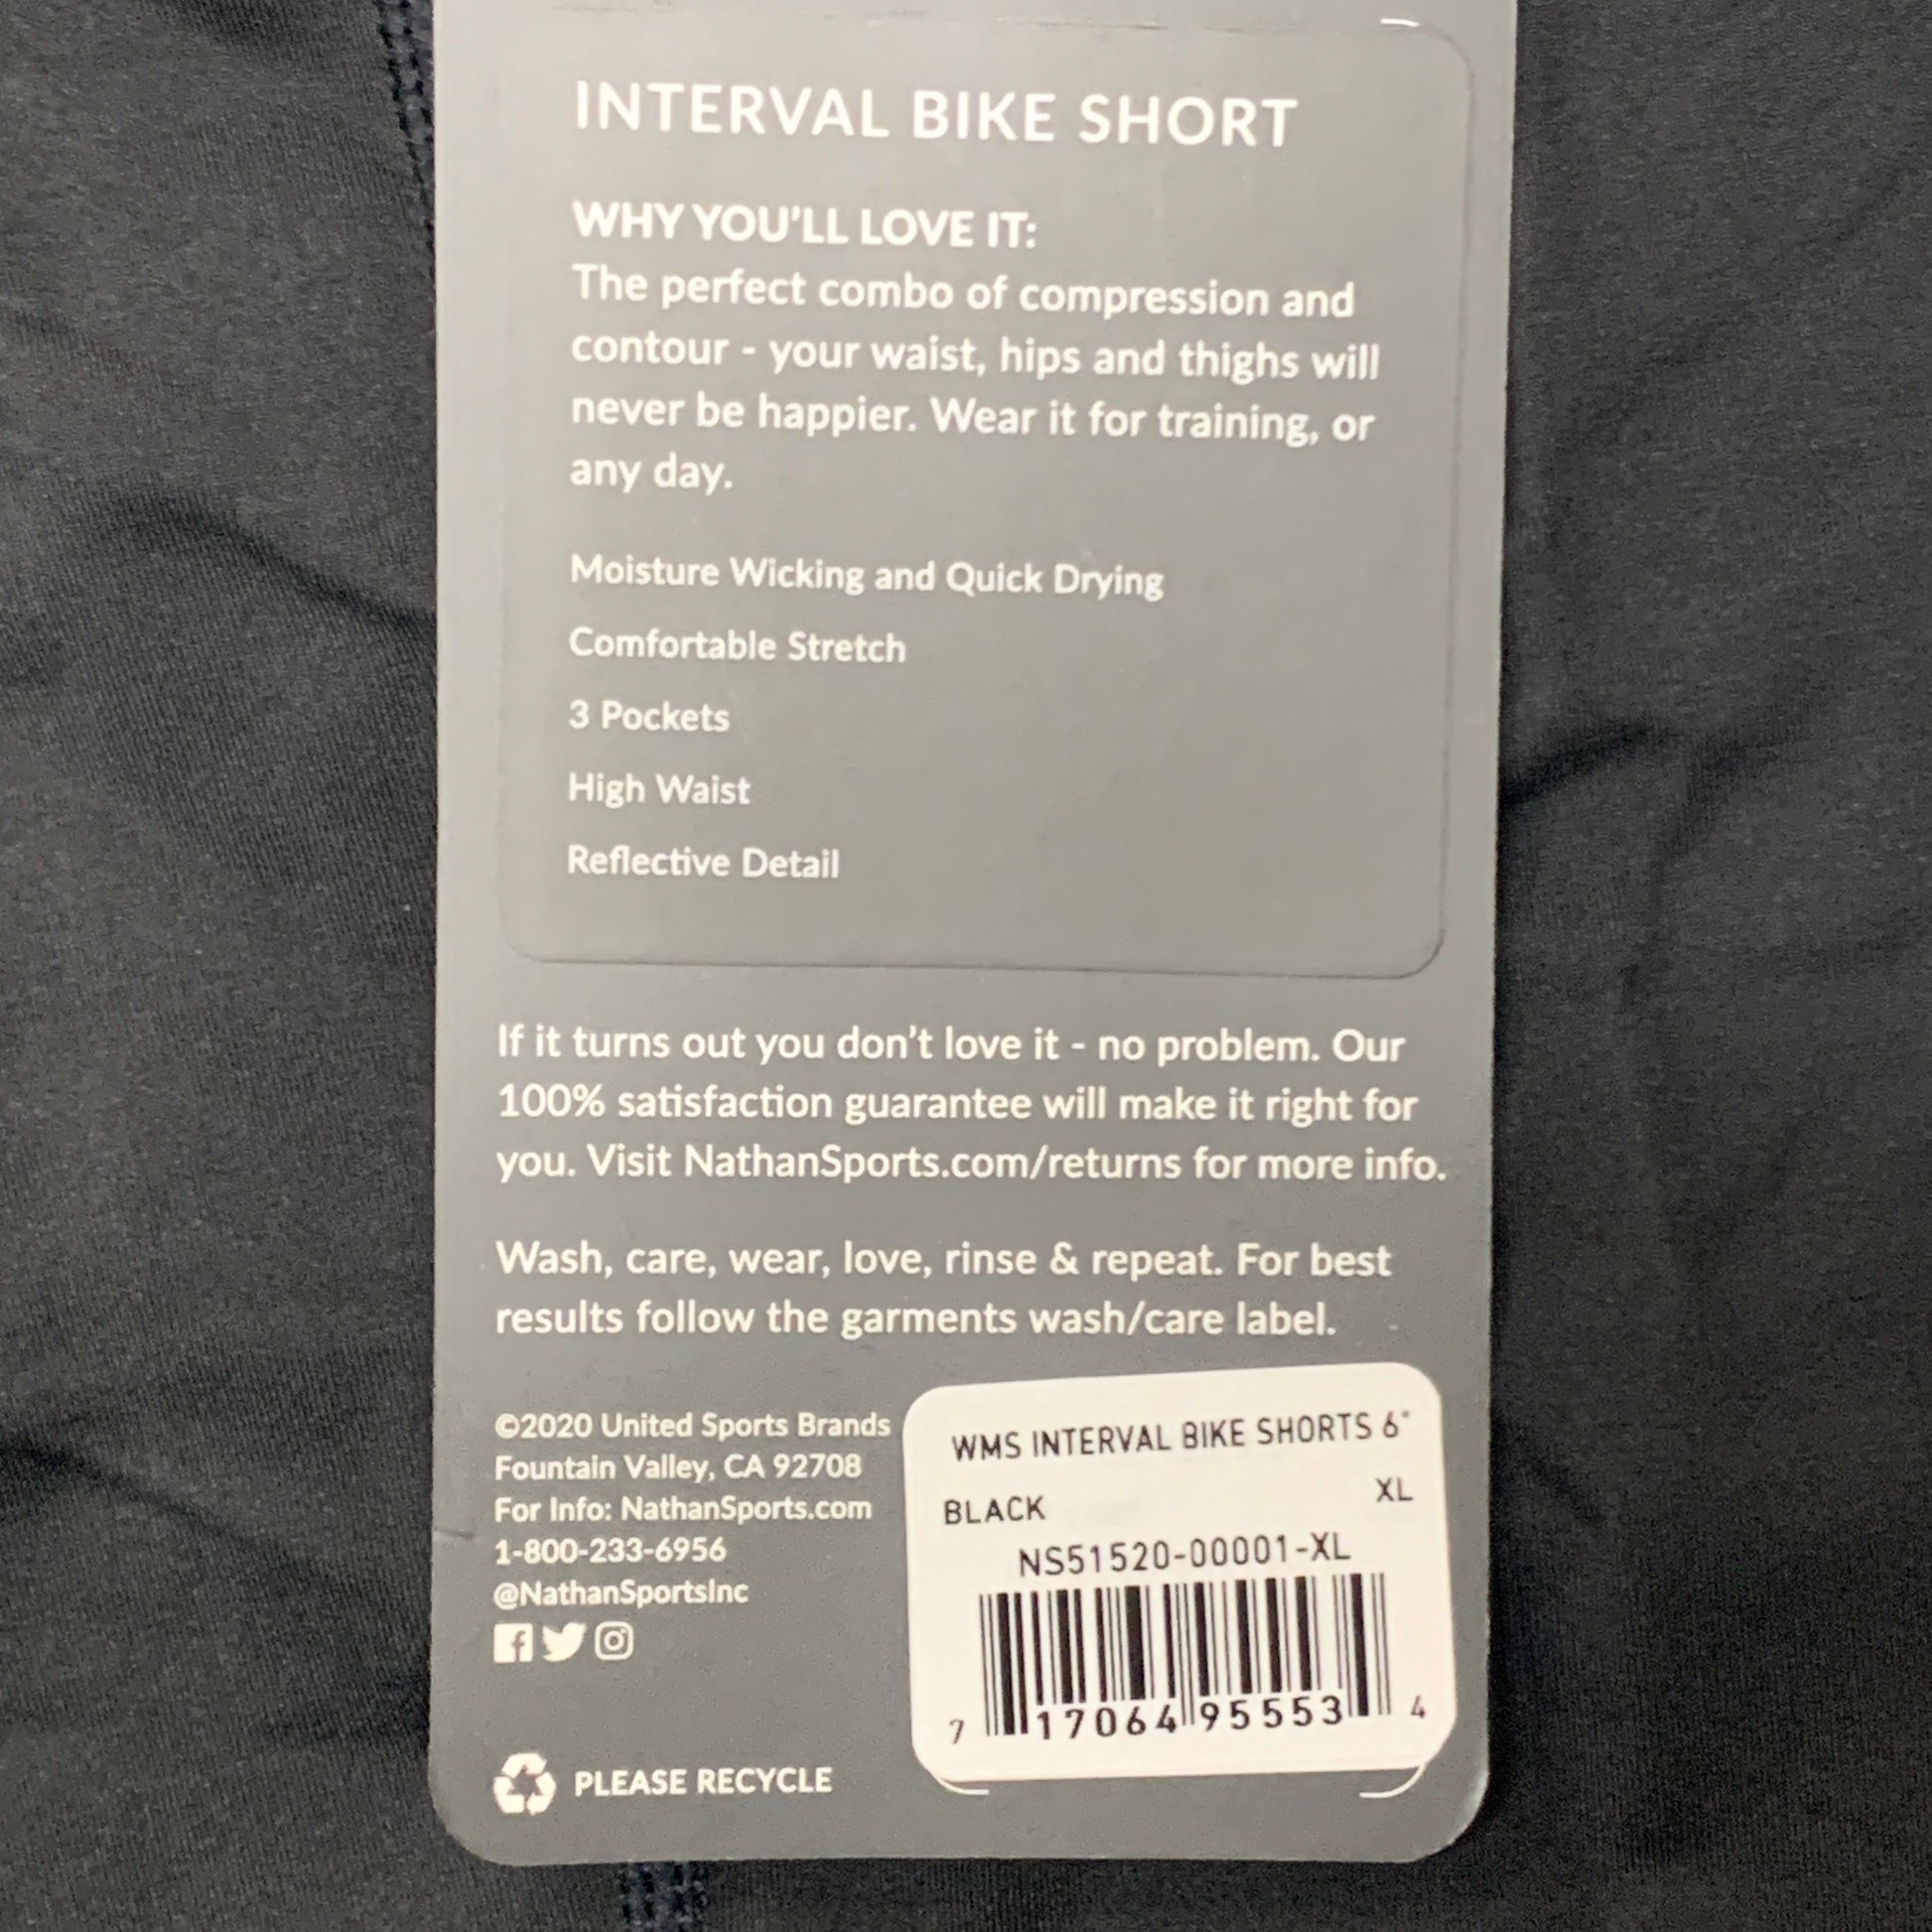 INTERVAL BIKE SHORT
WHY YOU'LL LOVE IT:
The perfect combo of compression and
contour - your waist, hips and thighs will
never be happier. Wear it for training, or
any day.
Moisture Wicking and Quick Drying
Comfortable Stretch
3 Pockets
High Waist
Reflective Detail
If it turns out you don't love it - no problem. Our
100% satisfaction guarantee will make it right for
you. Visit NathanSports.com/returns for more info.
Wash, care, wear, love, rinse & repeat. For best
results follow the garments wash/care label.
©2020 United Sports Brands
Fountain Valley, CA 92708
For Info: NathanSports.com
1-800-233-6956
@NathanSportsInc
PLEASE RECYCLE
WMS INTERVAL BIKE SHORTS 6"
BLACK XL
NS51520-00001-XL
7 17064 95553 4